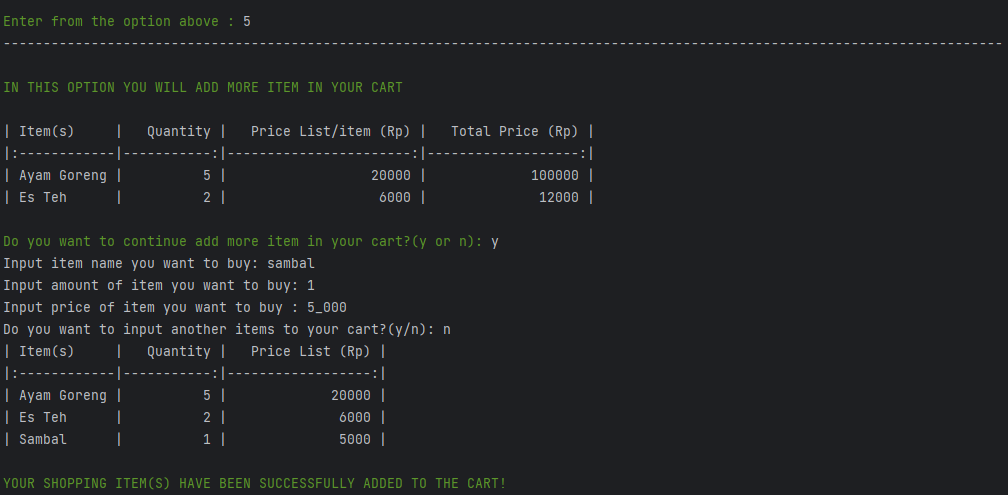 Enter from the option above : 5
-----------------------------------------------------------------------------------------------------------------------------
IN THIS OPTION YOU WILL ADD MORE ITEM IN YOUR CART
| Item(s)     |   Quantity |   Price List/item (Rp) |   Total Price (Rp) |
|:------------|-----------:|-----------------------:|-------------------:|
| Ayam Goreng |          5 |                  20000 |             100000 |
| Es Teh      |          2 |                   6000 |              12000 |
Do you want to continue add more item in your cart?(y or n): y
Input item name you want to buy: sambal
Input amount of item you want to buy: 1
Input price of item you want to buy : 5_000
Do you want to input another items to your cart?(y/n): n
| Item(s)     |   Quantity |   Price List (Rp) |
|:------------|-----------:|------------------:|
| Ayam Goreng |          5 |             20000 |
| Es Teh      |          2 |              6000 |
| Sambal      |          1 |              5000 |
YOUR SHOPPING ITEM(S) HAVE BEEN SUCCESSFULLY ADDED TO THE CART!